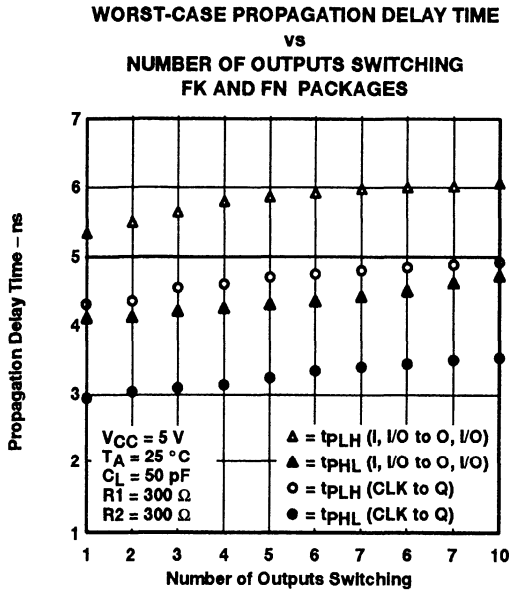 WORST-CASE PROPAGATION DELAY TIME
vs
NUMBER OF OUTPUTS SWITCHING
FK AND FN PACKAGES
Propagation Delay Time – ns
7
6
5
4
3
2
1
VCC = 5 V
TA = 25 °C
CL = 50 pF
R1 = 300 Ω
R2 = 300 Ω
= tPLH (I, I/O to O, I/O)
= tPHL (I, I/O to O, I/O)
= tPLH (CLK to Q)
= tPHL (CLK to Q)
1 2 3 4 5 6 7 6 7 10
Number of Outputs Switching